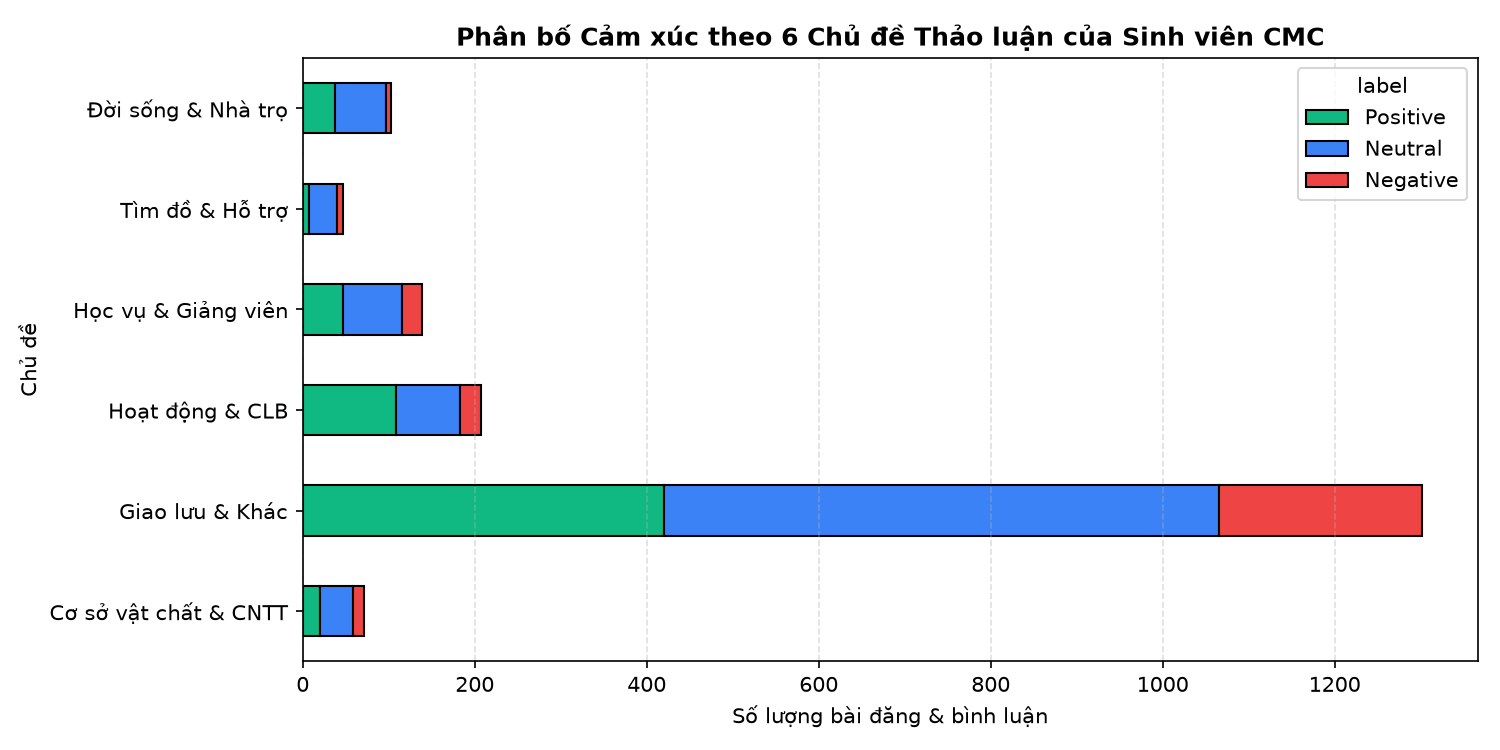 Phân bố Cảm xúc theo 6 Chủ đề Thảo luận của Sinh viên CMC
label
Positive
Neutral
Negative
Chủ đề
Đời sống & Nhà trọ
Tìm đồ & Hỗ trợ
Học vụ & Giảng viên
Hoạt động & CLB
Giao lưu & Khác
Cơ sở vật chất & CNTT
0 200 400 600 800 1000 1200
Số lượng bài đăng & bình luận